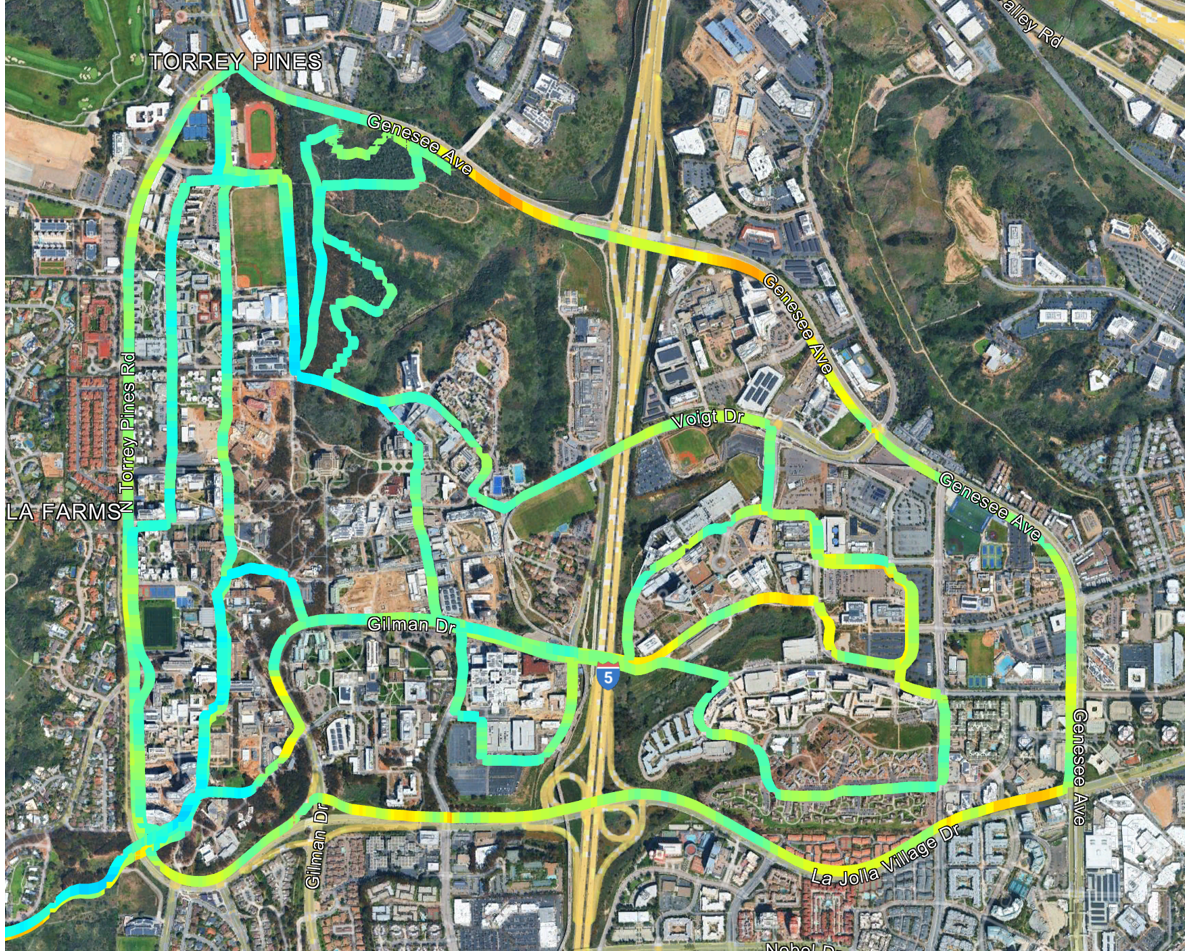 alley Rd
TORREY PINES
Genesee Ave
Genesee Ave
N Torrey Pines Rd
Voigt Dr
LA FARMS
Genesee Ave
Gilman Dr
5
Genesee Ave
Gilman Dr
La Jolla Village Dr
Nobel D